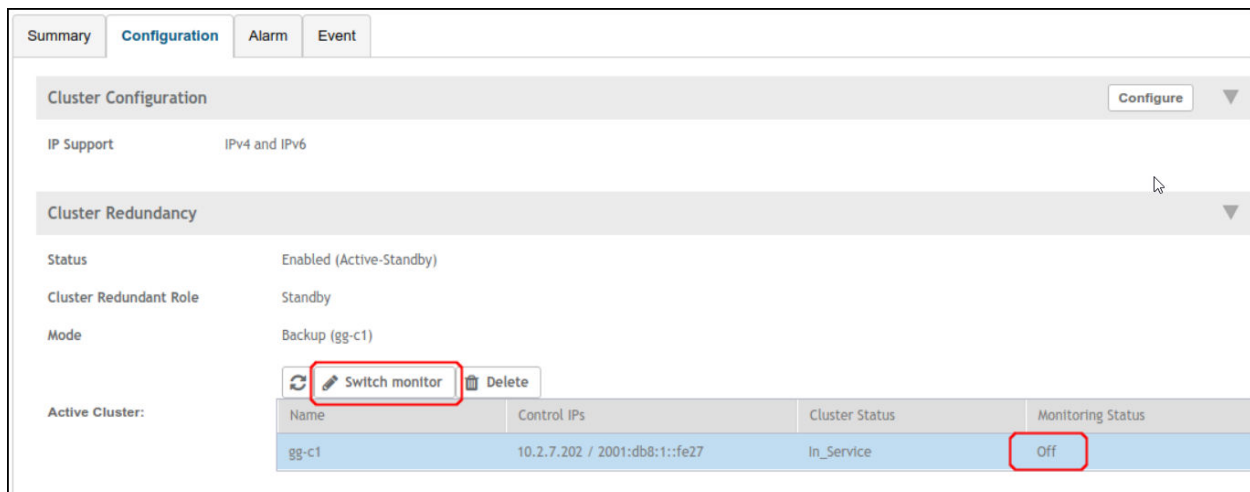 Summary Configuration Alarm Event
Cluster Configuration Configure
IP Support IPv4 and IPv6
Cluster Redundancy
Status Enabled (Active-Standby)
Cluster Redundant Role Standby
Mode Backup (gg-c1)
Switch monitor Delete
Active Cluster:
Name Control IPs Cluster Status Monitoring Status
gg-c1 10.2.7.202 / 2001:db8:1::fe27 In_Service Off